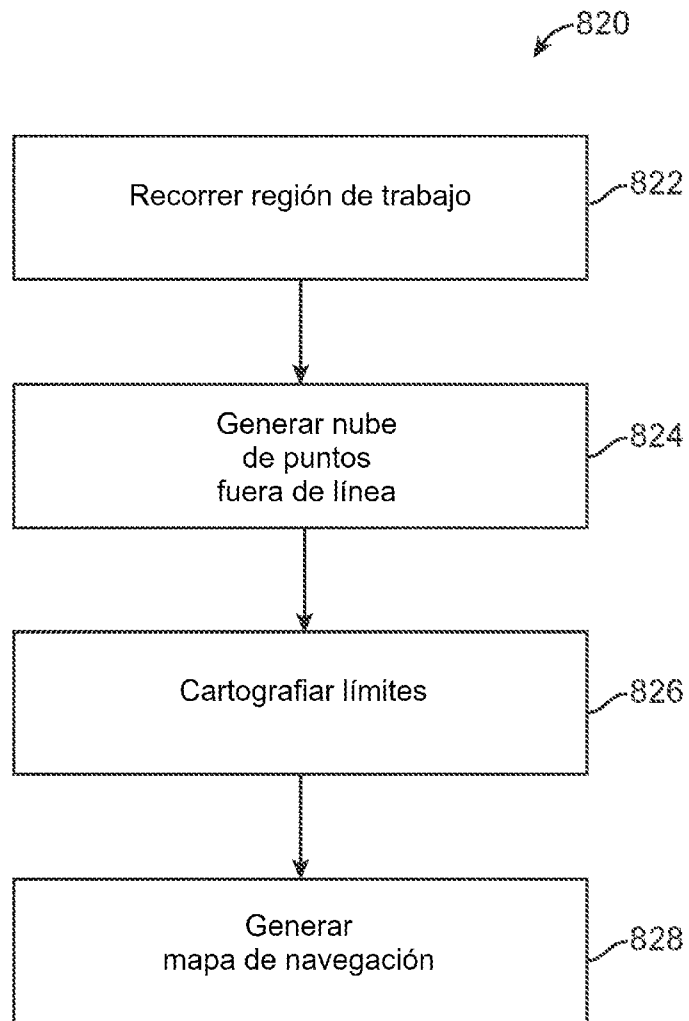 820
Recorrer región de trabajo
822
Generar nube
de puntos
fuera de línea
824
Cartografiar límites
826
Generar
mapa de navegación
828